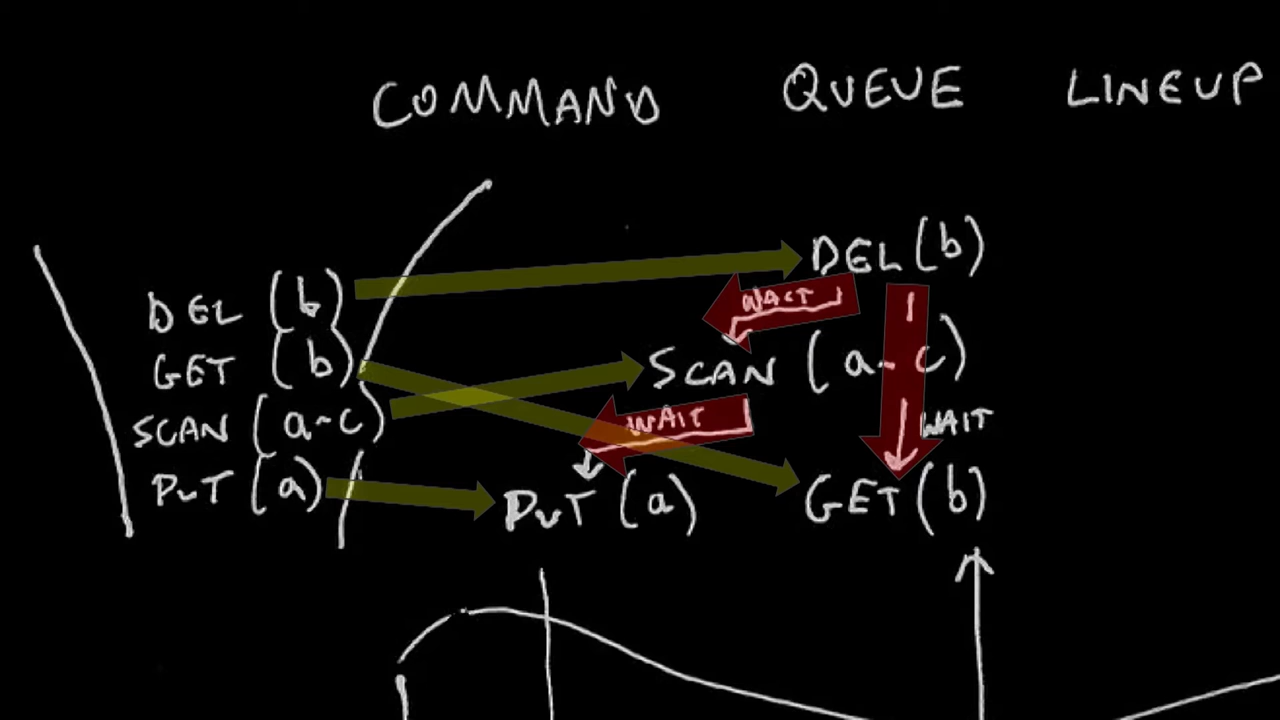 COMMAND QUEUE LINEUP
DEL (b)
GET (b)
SCAN (a-c)
PUT (a)
DEL (b)
WAIT
SCAN (a-c)
WAIT
WAIT
PUT (a)
GET (b)